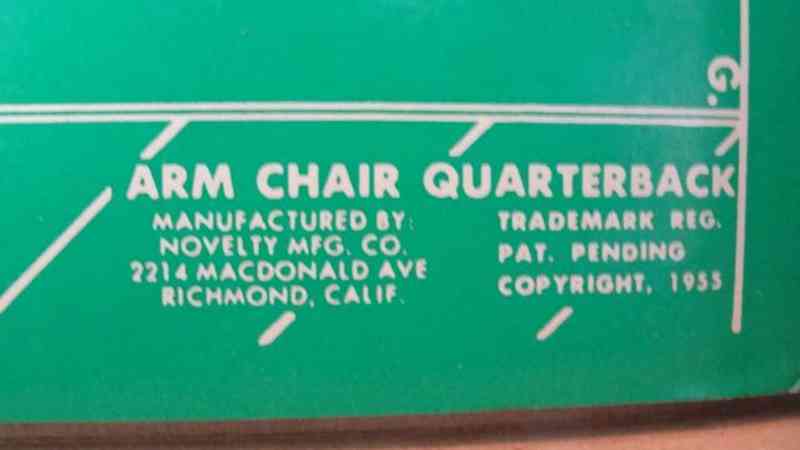 G.
ARM CHAIR QUARTERBACK
MANUFACTURED BY:
NOVELTY MFG. CO.
2214 MACDONALD AVE
RICHMOND, CALIF.
TRADEMARK REG.
PAT. PENDING
COPYRIGHT, 1955